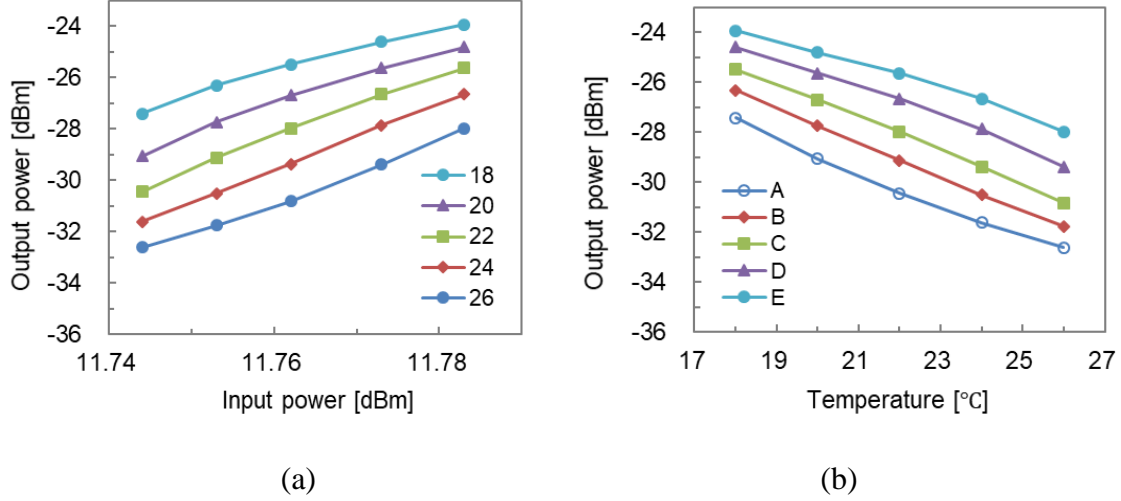 Output power [dBm]
-24
-26
-28
-30
-32
-34
-36
18
20
22
24
26
11.74
11.76
11.78
Input power [dBm]
(a)
Output power [dBm]
-24
-26
-28
-30
-32
-34
-36
A
B
C
D
E
17
19
21
23
25
27
Temperature [℃]
(b)